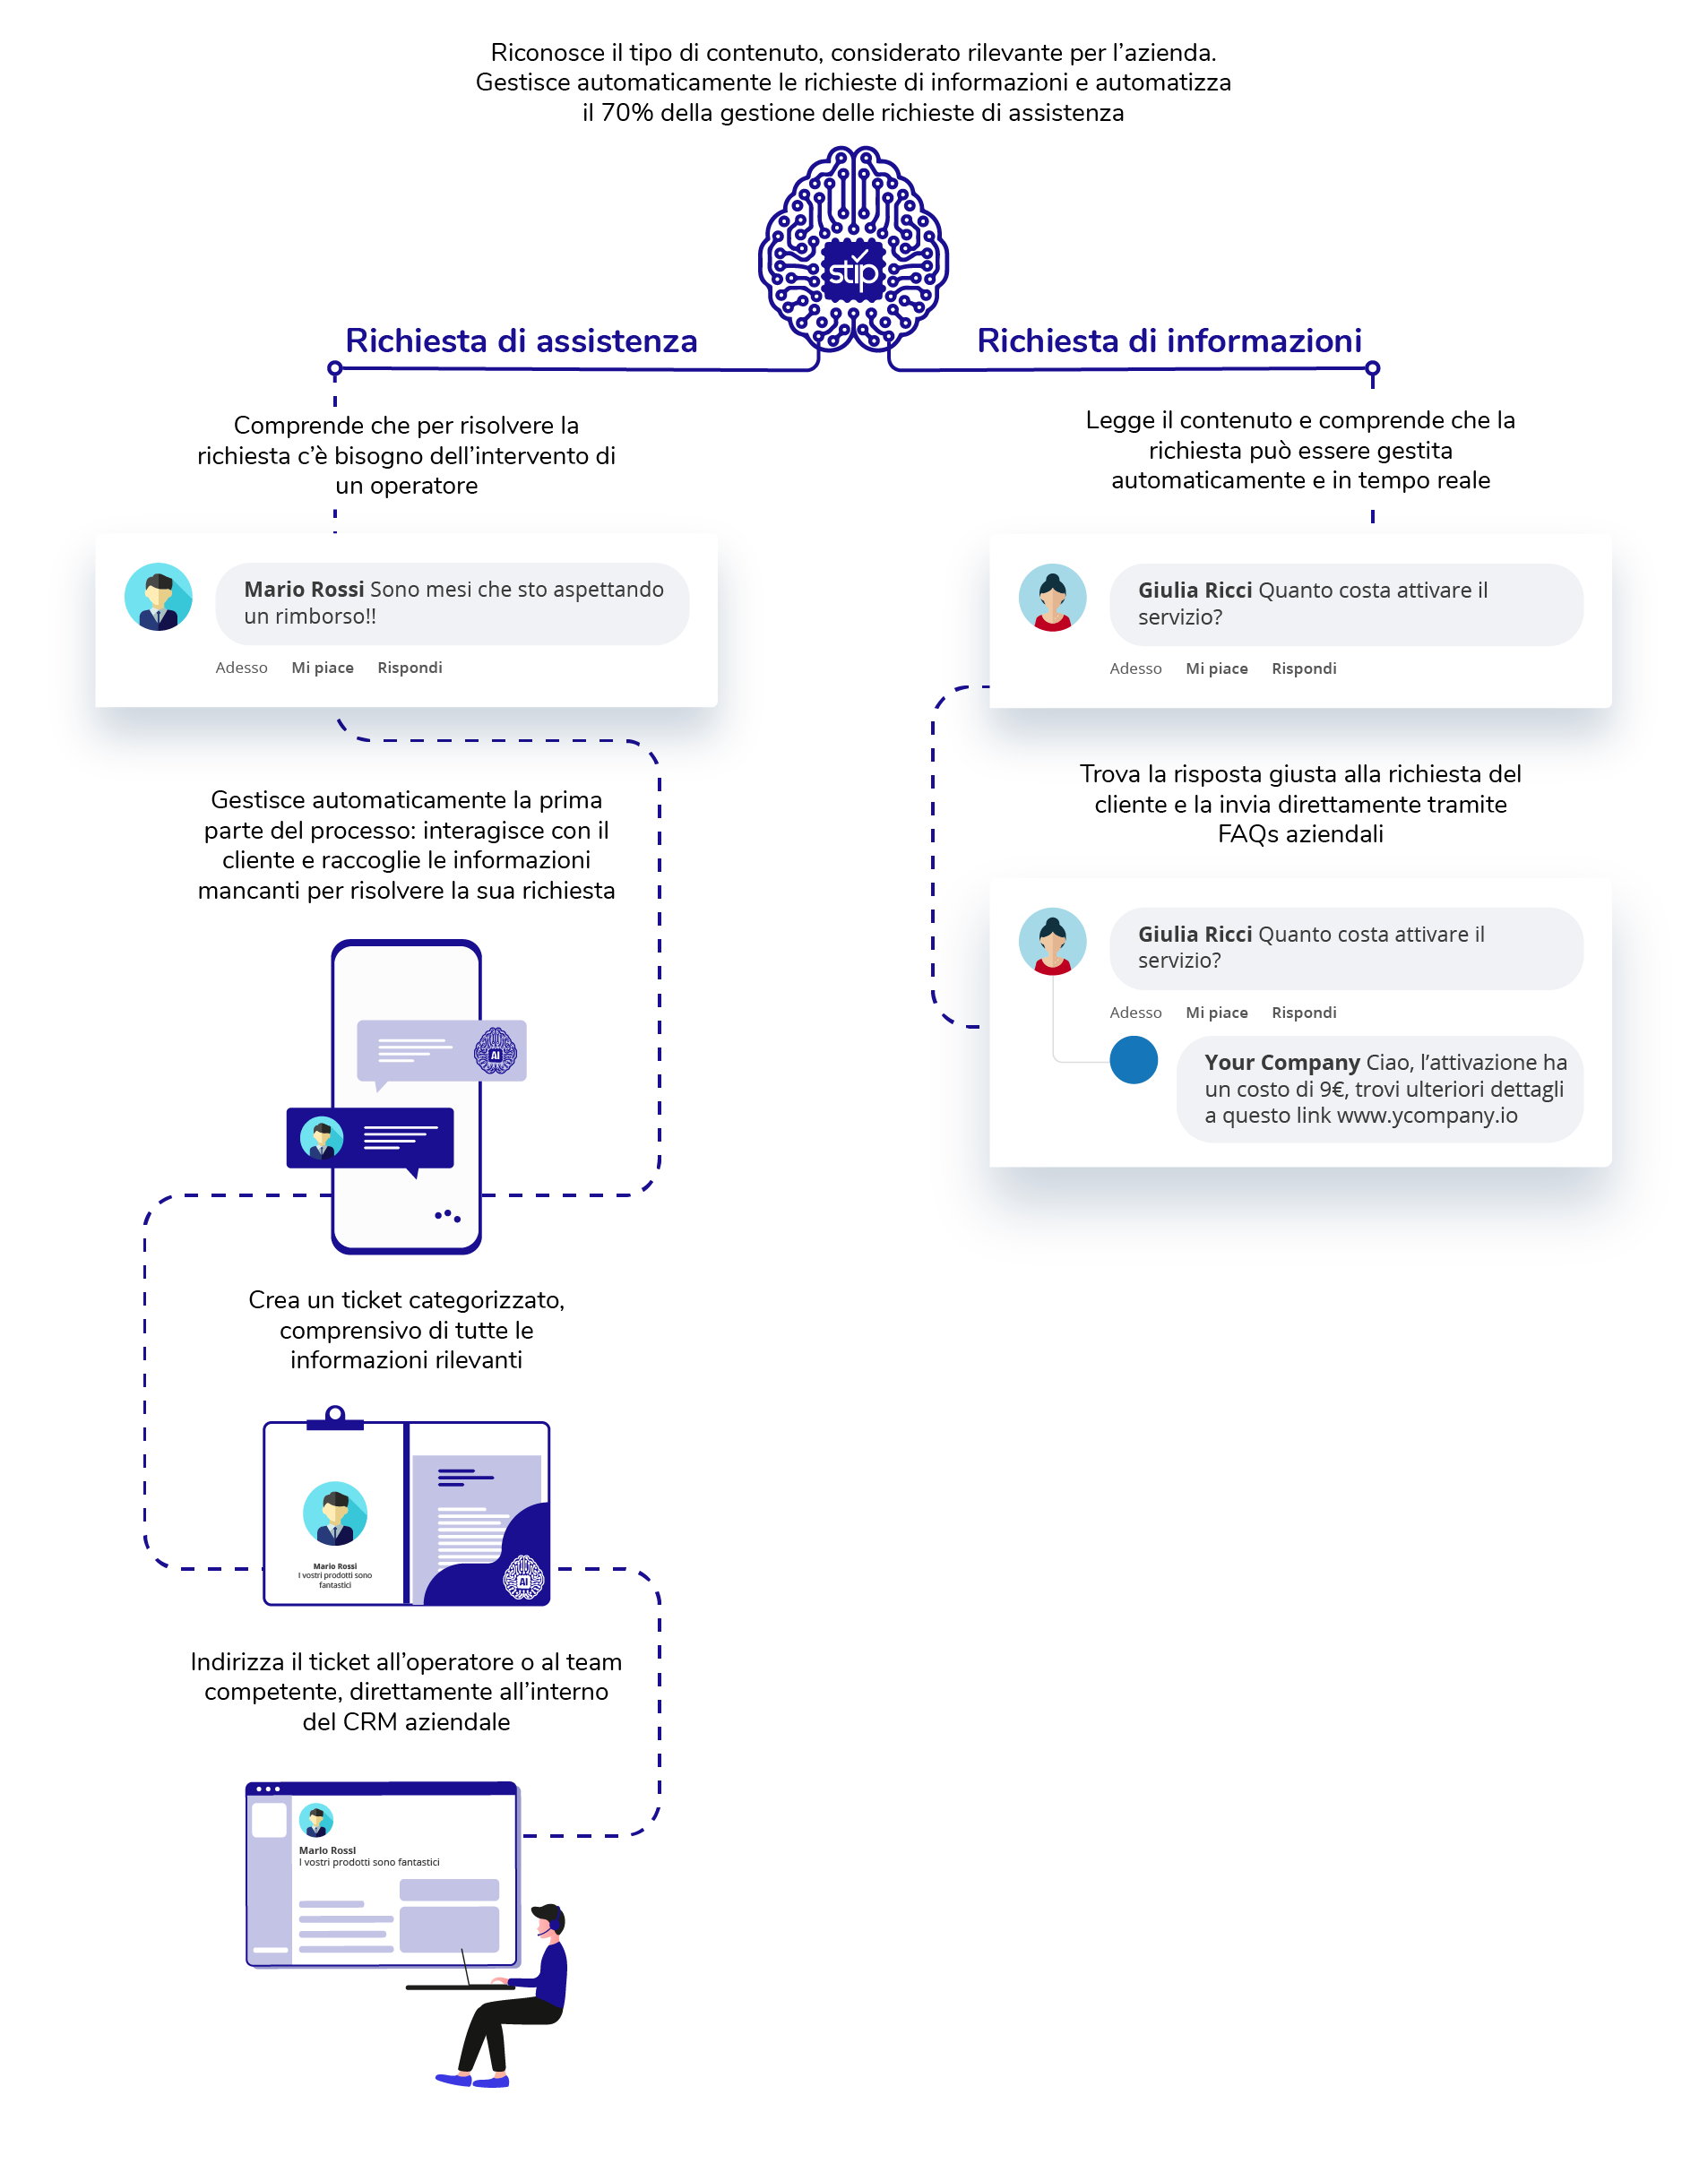 Riconosce il tipo di contenuto, considerato rilevante per l’azienda.
Gestisce automaticamente le richieste di informazioni e automatizza
il 70% della gestione delle richieste di assistenza
stip
Richiesta di assistenza
Comprende che per risolvere la
richiesta c’è bisogno dell’intervento di
un operatore
Mario Rossi Sono mesi che sto aspettando
un rimborso!!
Adesso Mi piace Rispondi
Gestisce automaticamente la prima
parte del processo: interagisce con il
cliente e raccoglie le informazioni
mancanti per risolvere la sua richiesta
AI
Crea un ticket categorizzato,
comprensivo di tutte le
informazioni rilevanti
Mario Rossi
I vostri prodotti sono
fantastici
AI
Indirizza il ticket all’operatore o al team
competente, direttamente all’interno
del CRM aziendale
Mario Rossi
I vostri prodotti sono fantastici
Richiesta di informazioni
Legge il contenuto e comprende che la
richiesta può essere gestita
automaticamente e in tempo reale
Giulia Ricci Quanto costa attivare il
servizio?
Adesso Mi piace Rispondi
Trova la risposta giusta alla richiesta del
cliente e la invia direttamente tramite
FAQs aziendali
Giulia Ricci Quanto costa attivare il
servizio?
Adesso Mi piace Rispondi
Your Company Ciao, l’attivazione ha
un costo di 9€, trovi ulteriori dettagli
a questo link www.ycompany.io